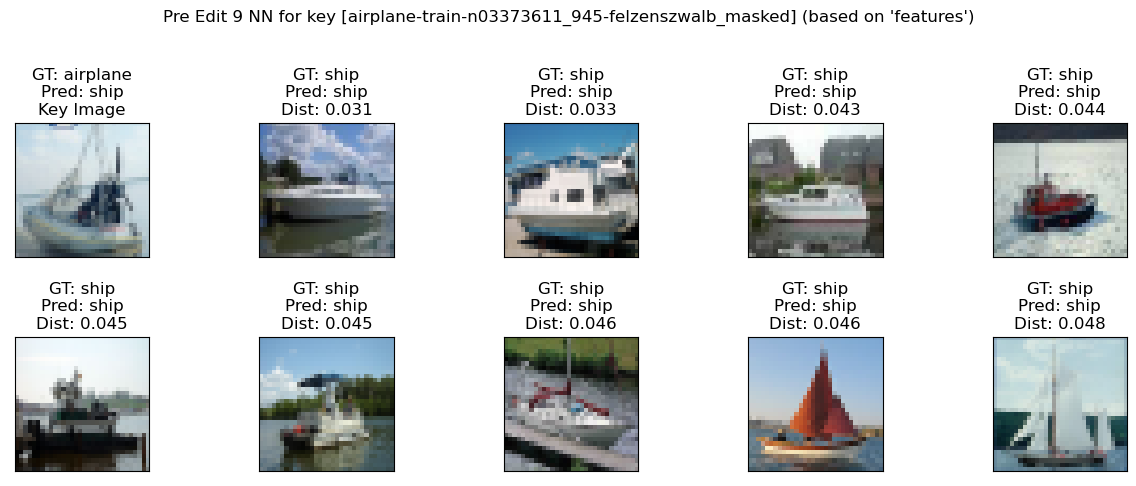 Pre Edit 9 NN for key [airplane-train-n03373611_945-felzenszwalb_masked] (based on 'features')
GT: airplane
Pred: ship
Key Image
GT: ship
Pred: ship
Dist: 0.031
GT: ship
Pred: ship
Dist: 0.033
GT: ship
Pred: ship
Dist: 0.043
GT: ship
Pred: ship
Dist: 0.044
GT: ship
Pred: ship
Dist: 0.045
GT: ship
Pred: ship
Dist: 0.045
GT: ship
Pred: ship
Dist: 0.046
GT: ship
Pred: ship
Dist: 0.046
GT: ship
Pred: ship
Dist: 0.048